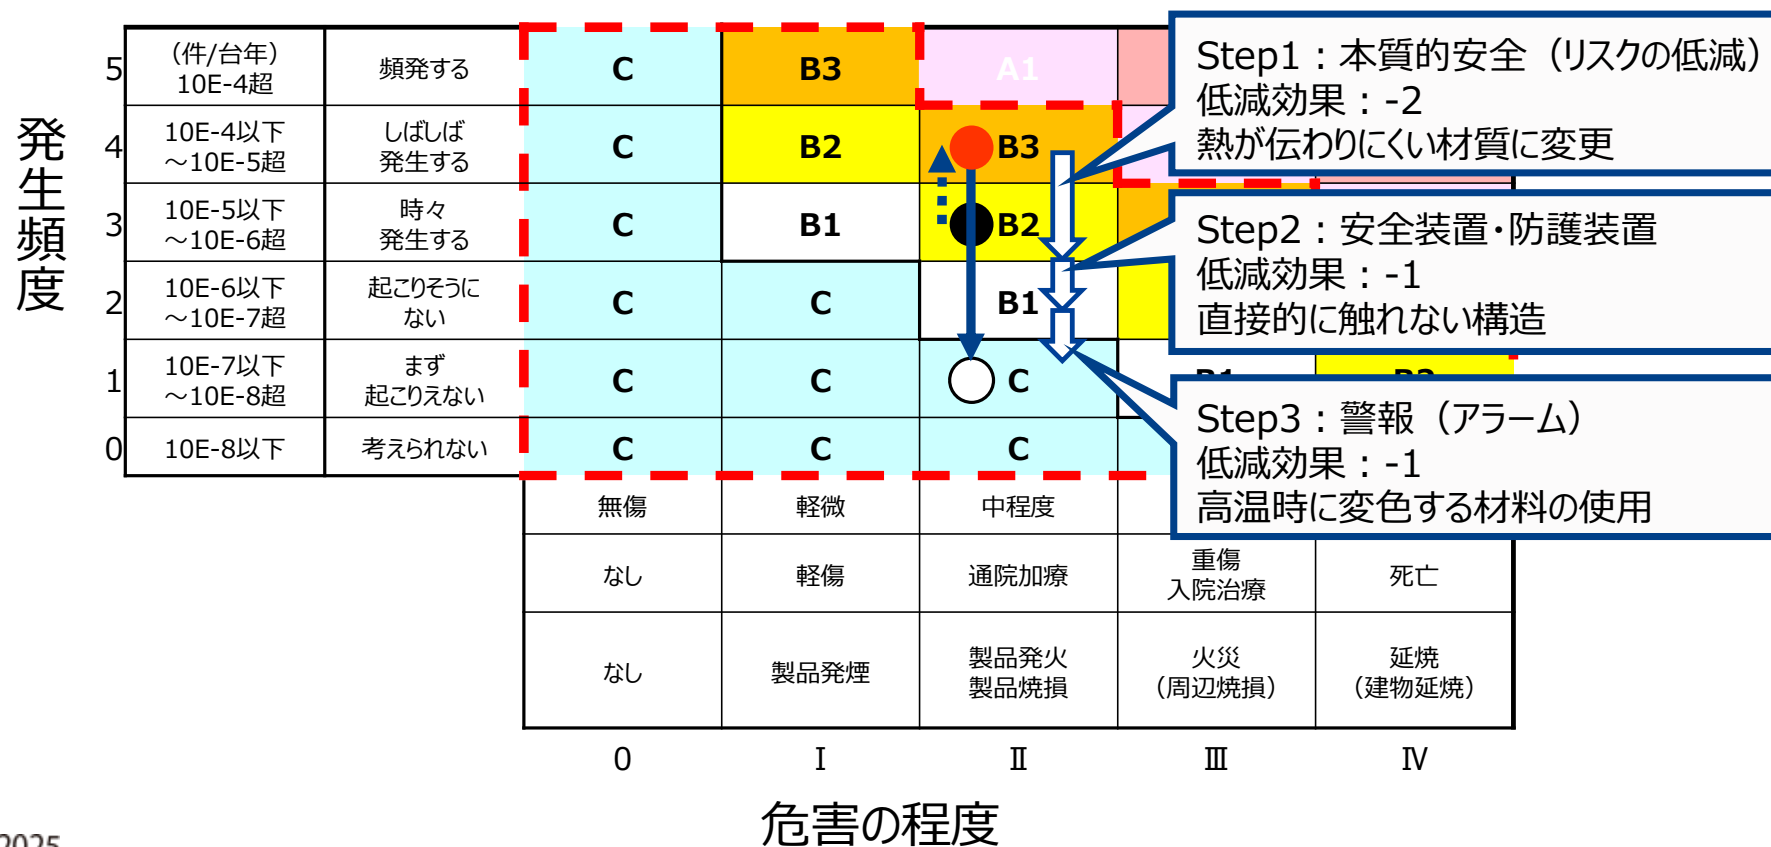 発生頻度
5
（件/台年）
10E-4超
頻発する
C
B3
A1
4
10E-4以下
～10E-5超
しばしば
発生する
C
B2
B3
3
10E-5以下
～10E-6超
時々
発生する
C
B1
B2
2
10E-6以下
～10E-7超
起こりそうに
ない
C
C
B1
1
10E-7以下
～10E-8超
まず
起こりえない
C
C
C
0
10E-8以下
考えられない
C
C
C
Step1：本質的安全（リスクの低減）
低減効果：-2
熱が伝わりにくい材質に変更
Step2：安全装置・防護装置
低減効果：-1
直接的に触れない構造
Step3：警報（アラーム）
低減効果：-1
高温時に変色する材料の使用
無傷
軽微
中程度
なし
軽傷
通院加療
重傷
入院治療
死亡
なし
製品発煙
製品発火
製品焼損
火災
（周辺焼損）
延焼
（建物延焼）
0
Ⅰ
Ⅱ
Ⅲ
Ⅳ
危害の程度
2025